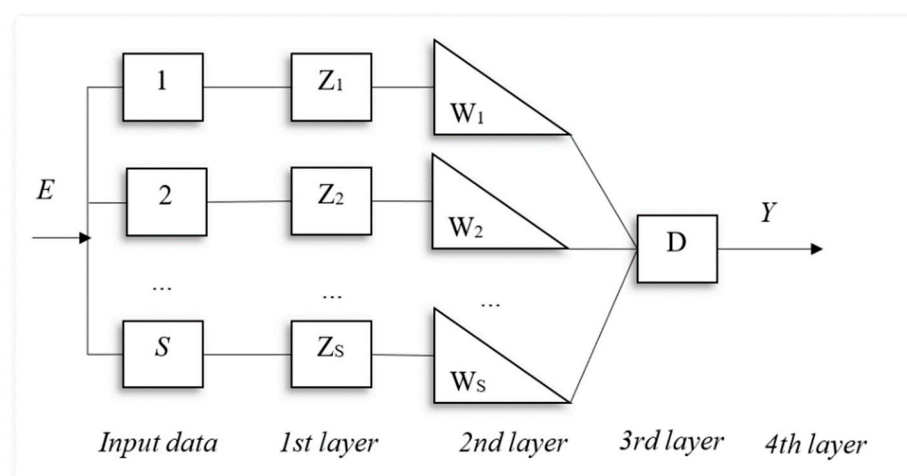 1 Z₁ W₁
E 2 Z₂ W₂ D Y
... ... ...
S Zₛ Wₛ
Input data 1st layer 2nd layer 3rd layer 4th layer